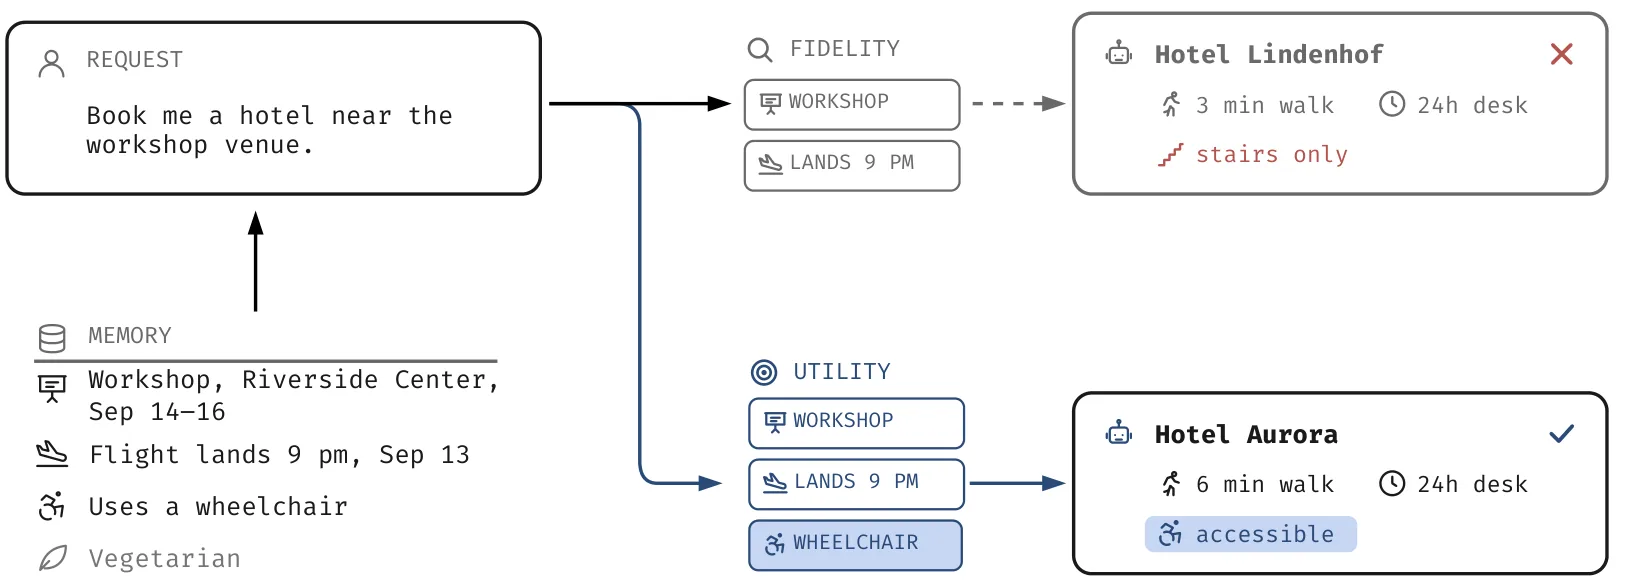 REQUEST
Book me a hotel near the
workshop venue.
MEMORY
Workshop, Riverside Center,
Sep 14–16
Flight lands 9 pm, Sep 13
Uses a wheelchair
Vegetarian
FIDELITY
WORKSHOP
LANDS 9 PM
Hotel Lindenhof
3 min walk 24h desk
stairs only
UTILITY
WORKSHOP
LANDS 9 PM
WHEELCHAIR
Hotel Aurora
6 min walk 24h desk
accessible